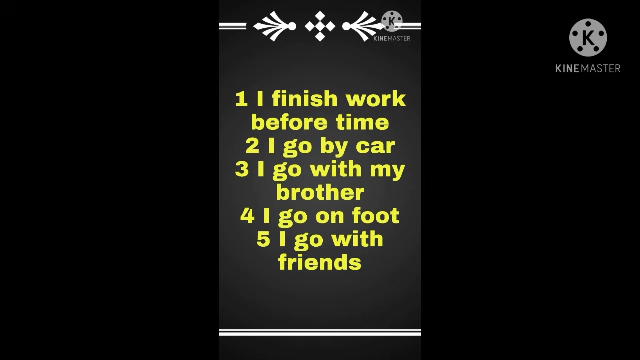 KINEMASTER
KINEMASTER
1 I finish work
before time
2 I go by car
3 I go with my
brother
4 I go on foot
5 I go with
friends